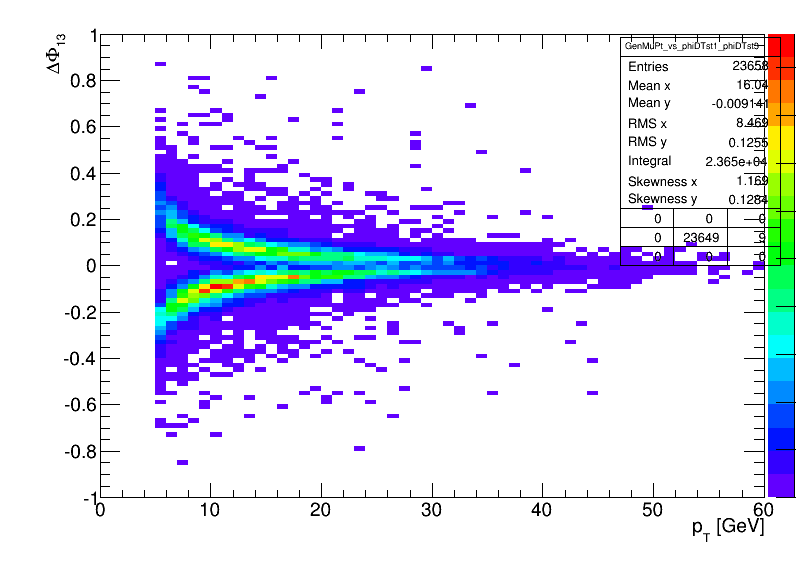 ΔΦ13
1
0.8
0.6
0.4
0.2
0
-0.2
-0.4
-0.6
-0.8
-1
0
10
20
30
40
50
60
pT [GeV]
GenMuPt_vs_phiDTst1_phiDTst3
Entries 23658
Mean x 16.04
Mean y -0.009141
RMS x 8.469
RMS y 0.1255
Integral 2.365e+04
Skewness x 1.169
Skewness y 0.1284
0 0 0
0 23649 9
0 0 0